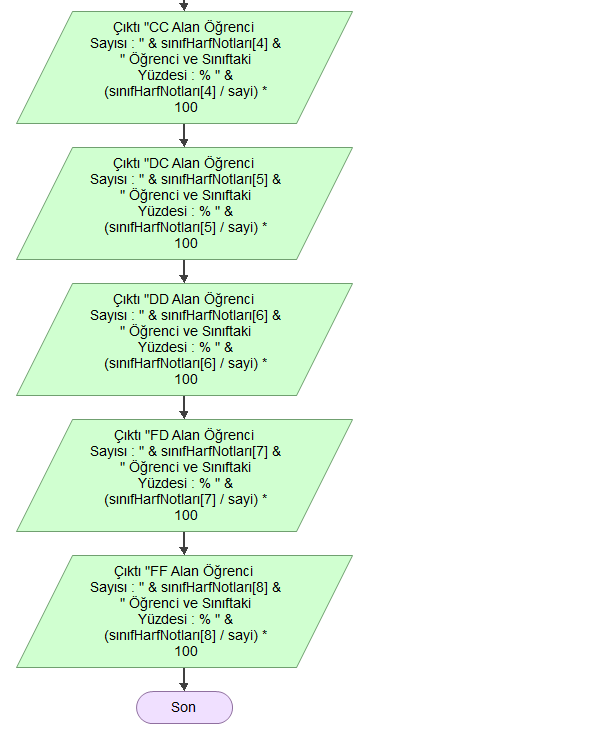 Çıktı "CC Alan Öğrenci
Sayısı : " & sınıfHarfNotları[4] &
" Öğrenci ve Sınıftaki
Yüzdesi : % " &
(sınıfHarfNotları[4] / sayi) *
100
Çıktı "DC Alan Öğrenci
Sayısı : " & sınıfHarfNotları[5] &
" Öğrenci ve Sınıftaki
Yüzdesi : % " &
(sınıfHarfNotları[5] / sayi) *
100
Çıktı "DD Alan Öğrenci
Sayısı : " & sınıfHarfNotları[6] &
" Öğrenci ve Sınıftaki
Yüzdesi : % " &
(sınıfHarfNotları[6] / sayi) *
100
Çıktı "FD Alan Öğrenci
Sayısı : " & sınıfHarfNotları[7] &
" Öğrenci ve Sınıftaki
Yüzdesi : % " &
(sınıfHarfNotları[7] / sayi) *
100
Çıktı "FF Alan Öğrenci
Sayısı : " & sınıfHarfNotları[8] &
" Öğrenci ve Sınıftaki
Yüzdesi : % " &
(sınıfHarfNotları[8] / sayi) *
100
Son